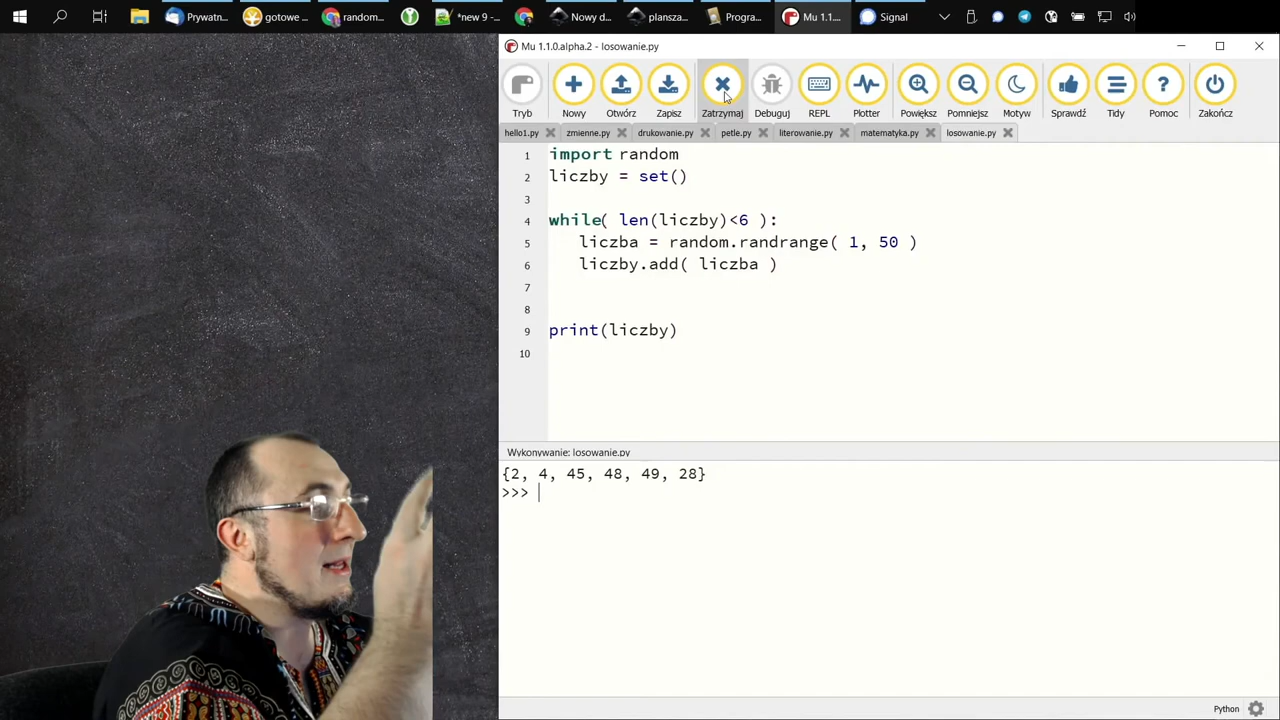 Prywatn...
gotowe ...
random...
*new 9 -...
Nowy d...
plansza...
Progra...
Mu 1.1....
Signal
Mu 1.1.0.alpha.2 - losowanie.py
Tryb
Nowy
Otwórz
Zapisz
Zatrzymaj
Debuguj
REPL
Plotter
Powiększ
Pomniejsz
Motyw
Sprawdź
Tidy
Pomoc
Zakończ
hello1.py
zmienne.py
drukowanie.py
petle.py
literowanie.py
matematyka.py
losowanie.py
1 import random
2 liczby = set()
3
4 while( len(liczby)<6 ):
5 liczba = random.randrange( 1, 50 )
6 liczby.add( liczba )
7
8
9 print(liczby)
10
Wykonywanie: losowanie.py
{2, 4, 45, 48, 49, 28}
>>>
Python